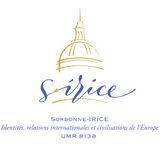 sirice
SORBONNE-IRICE
Identités, relations internationales et civilisations de l'Europe
UMR 8138